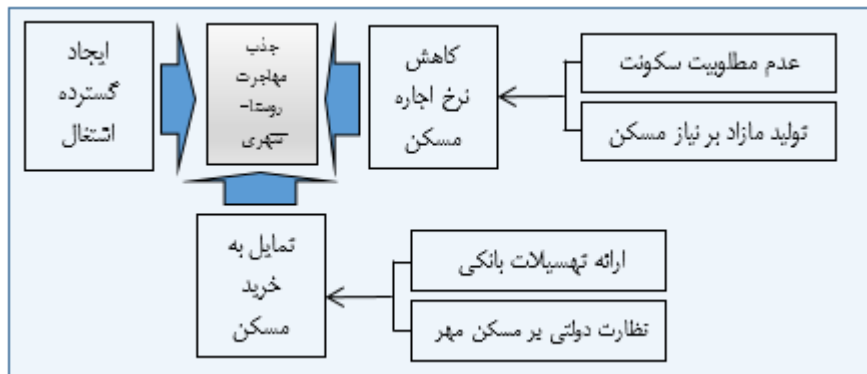 عدم مطلوبیت سکونت
تولید مازاد بر نیاز مسکن
کاهش
نرخ اجاره
مسکن
جذب
مهاجرت
روستا-
شهری
ایجاد
گسترده
اشتغال
تمایل به
خرید
مسکن
ارائه تهسیلات بانکی
نظارت دولتی بر مسکن مهر